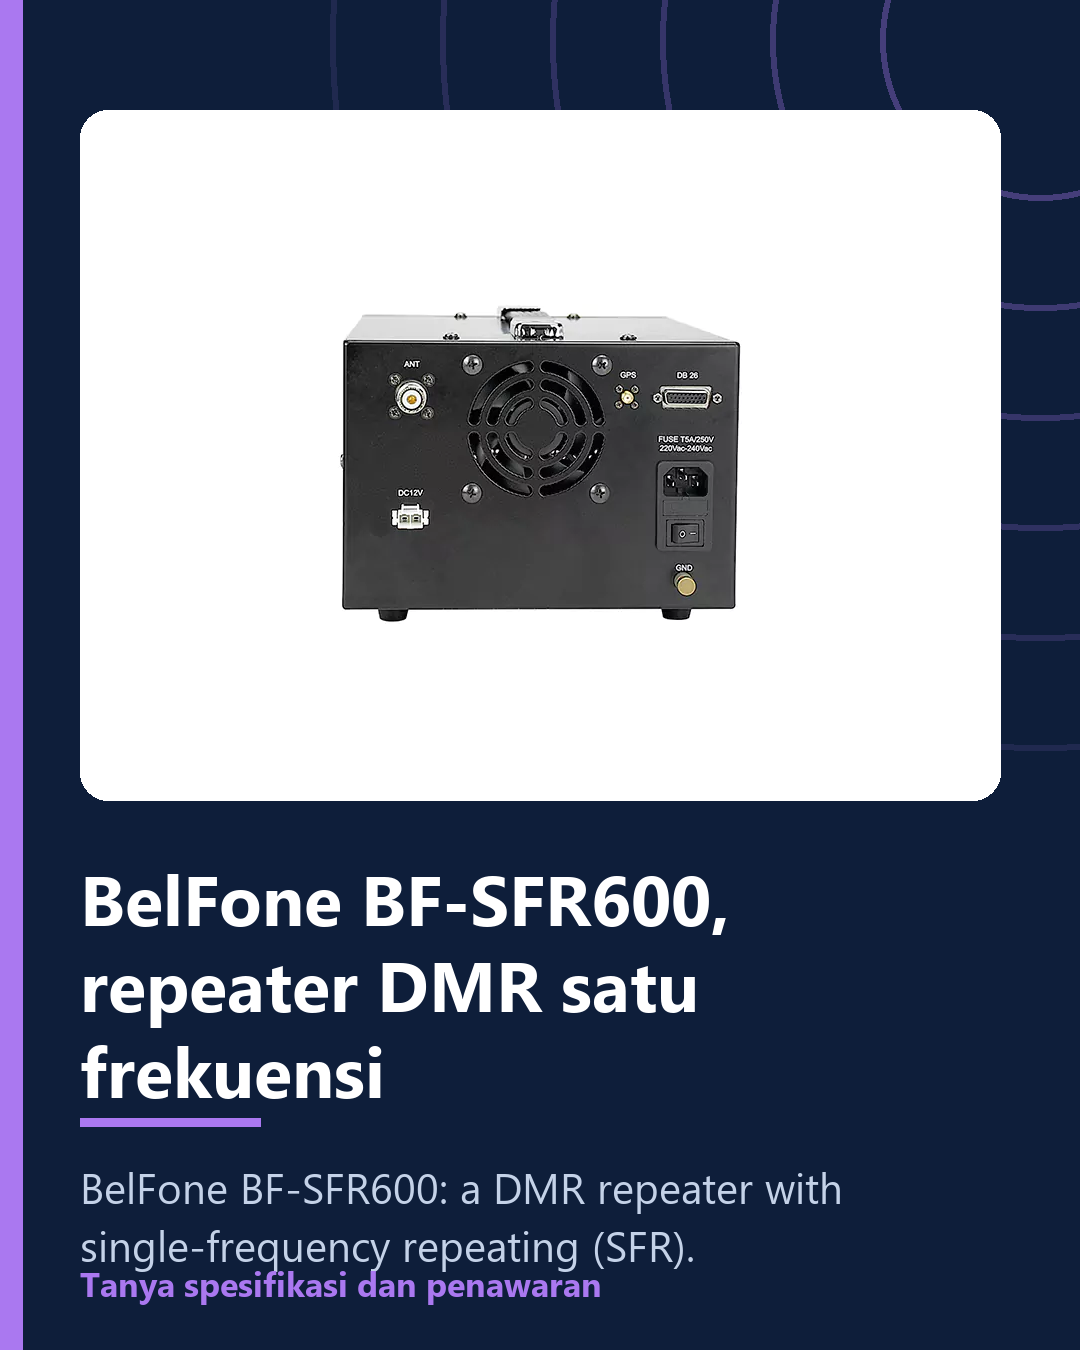 ANT
GPS
DB 26
FUSE T5A/250V
220Vac-240Vac
DC12V
GND
BelFone BF-SFR600,
repeater DMR satu
frekuensi
BelFone BF-SFR600: a DMR repeater with
single-frequency repeating (SFR).
Tanya spesifikasi dan penawaran